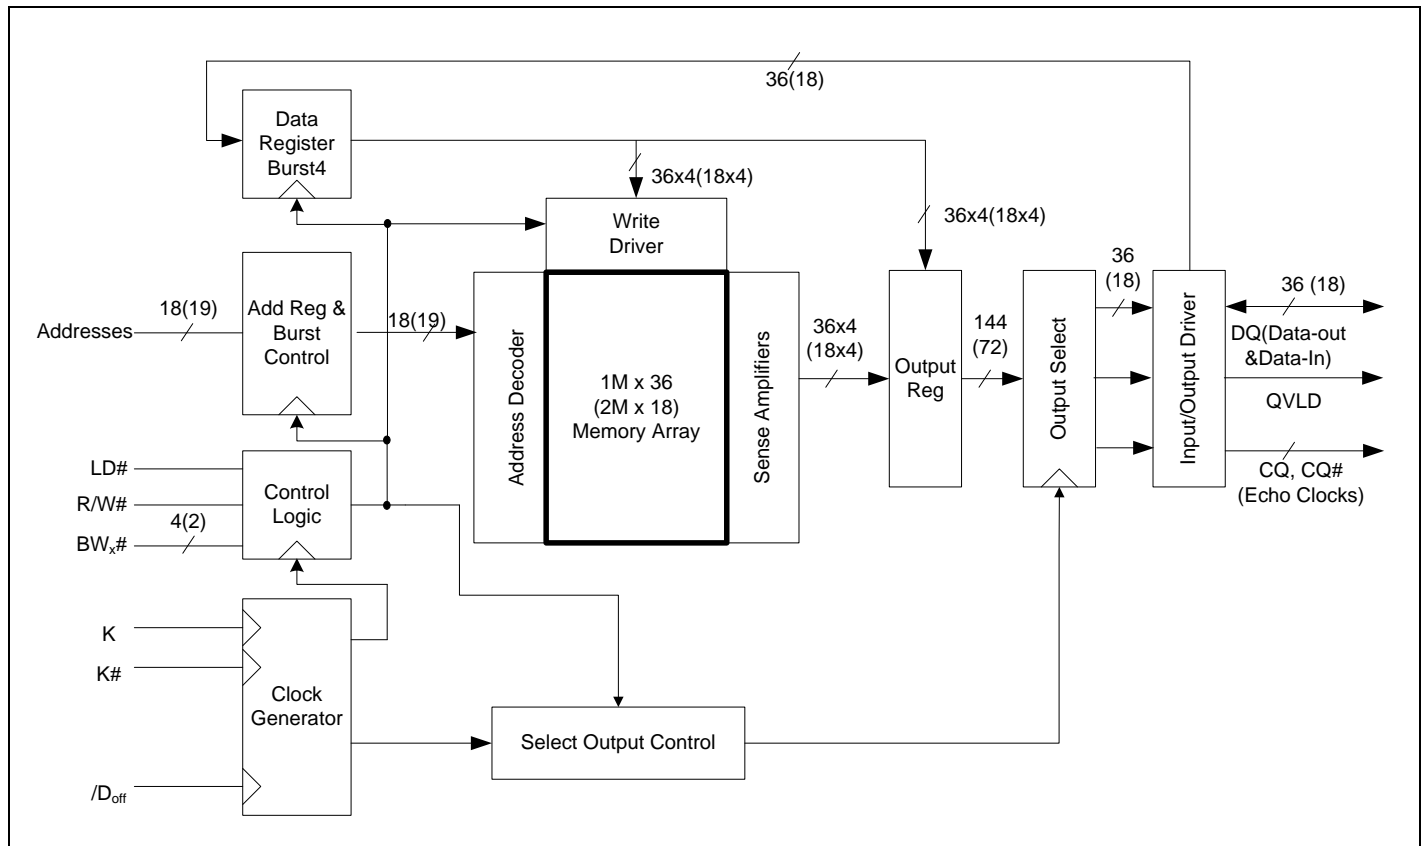 36(18)
Data
Register
Burst4
36x4(18x4)
36x4(18x4)
Write
Driver
Addresses
18(19)
Add Reg &
Burst
Control
18(19)
Address Decoder
1M x 36
(2M x 18)
Memory Array
Sense Amplifiers
36x4
(18x4)
Output
Reg
144
(72)
Output Select
36
(18)
Input/Output Driver
36 (18)
DQ(Data-out
&Data-In)
QVLD
CQ, CQ#
(Echo Clocks)
LD#
R/W#
4(2)
BWx#
Control
Logic
K
K#
/Doff
Clock
Generator
Select Output Control